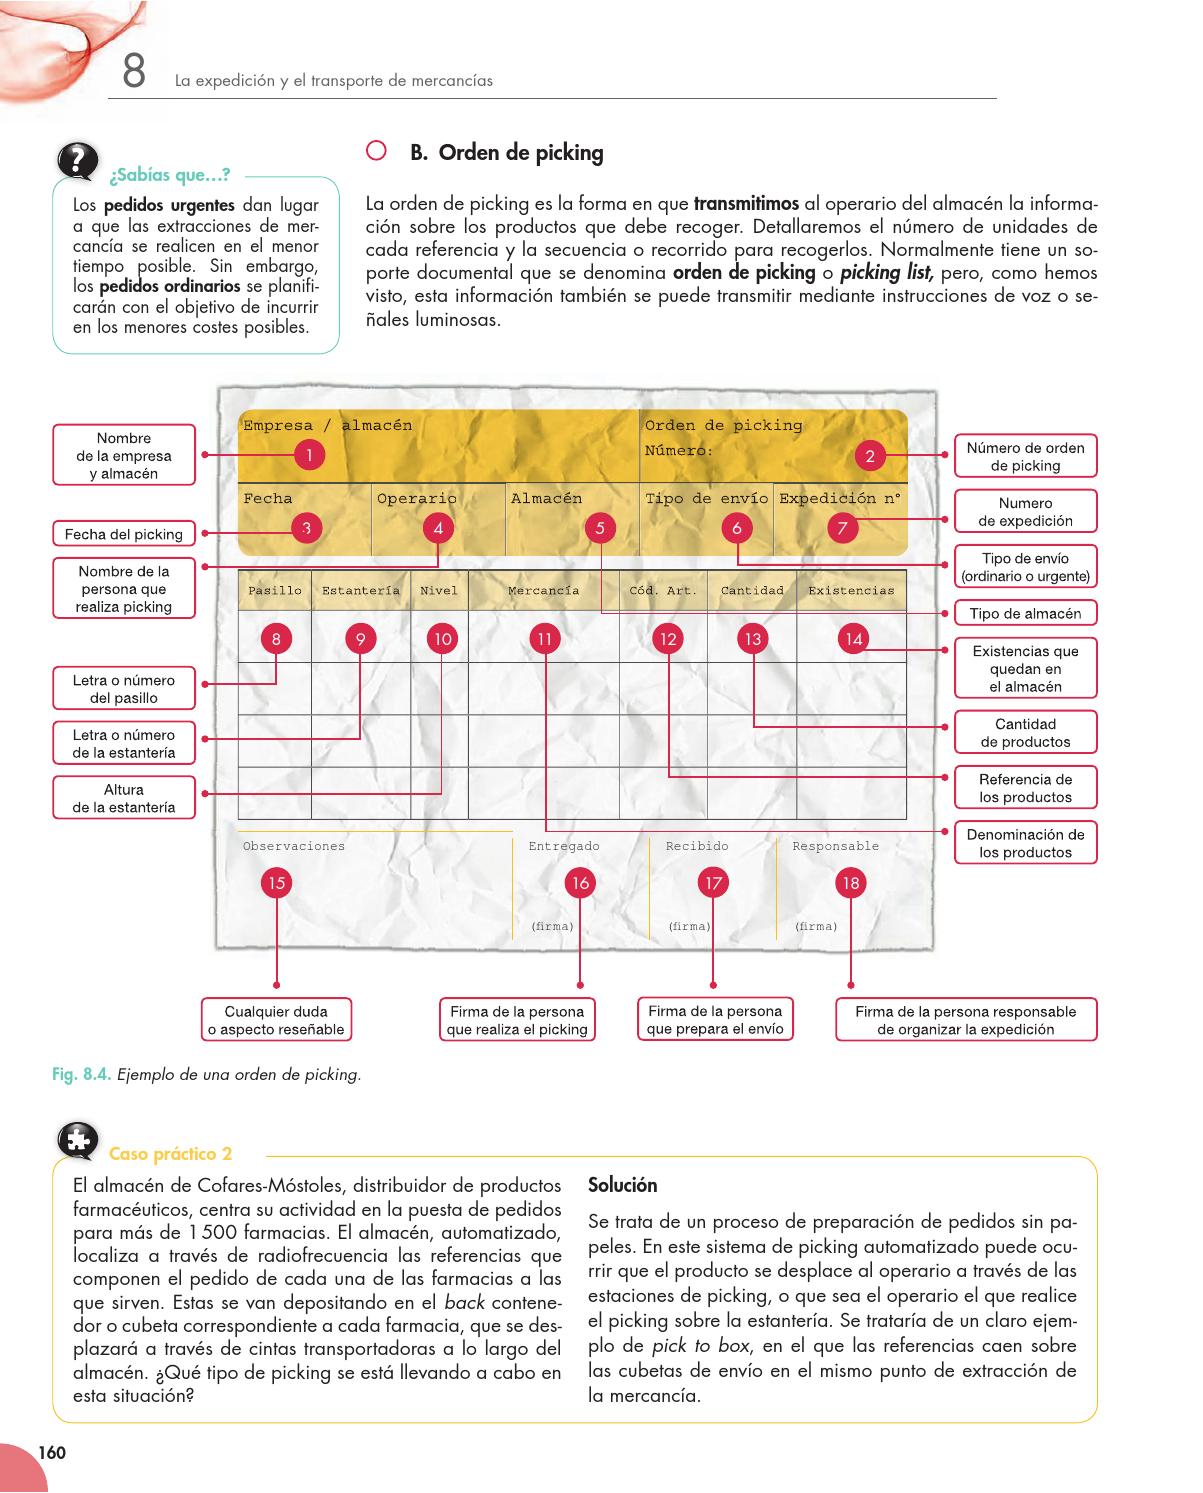 8
La expedición y el transporte de mercancías
¿Sabías que…?
Los pedidos urgentes dan lugar
a que las extracciones de mer-
cancía se realicen en el menor
tiempo posible. Sin embargo,
los pedidos ordinarios se planifi-
carán con el objetivo de incurrir
en los menores costes posibles.
B. Orden de picking
La orden de picking es la forma en que transmitimos al operario del almacén la informa-
ción sobre los productos que debe recoger. Detallaremos el número de unidades de
cada referencia y la secuencia o recorrido para recogerlos. Normalmente tiene un so-
porte documental que se denomina orden de picking o picking list, pero, como hemos
visto, esta información también se puede transmitir mediante instrucciones de voz o se-
ñales luminosas.
Nombre
de la empresa
y almacén
Fecha del picking
Nombre de la
persona que
realiza picking
Letra o número
del pasillo
Letra o número
de la estantería
Altura
de la estantería
Empresa / almacén
1
Orden de picking
Número:
2
Fecha
3
Operario
4
Almacén
5
Tipo de envío
6
Expedición nº
7
Pasillo
Estantería
Nivel
Mercancía
Cód. Art.
Cantidad
Existencias
8
9
10
11
12
13
14
Observaciones
15
Entregado
16
(firma)
Recibido
17
(firma)
Responsable
18
(firma)
Número de orden
de picking
Numero
de expedición
Tipo de envío
(ordinario o urgente)
Tipo de almacén
Existencias que
quedan en
el almacén
Cantidad
de productos
Referencia de
los productos
Denominación de
los productos
Cualquier duda
o aspecto reseñable
Firma de la persona
que realiza el picking
Firma de la persona
que prepara el envío
Firma de la persona responsable
de organizar la expedición
Fig. 8.4. Ejemplo de una orden de picking.
Caso práctico 2
El almacén de Cofares-Móstoles, distribuidor de productos
farmacéuticos, centra su actividad en la puesta de pedidos
para más de 1 500 farmacias. El almacén, automatizado,
localiza a través de radiofrecuencia las referencias que
componen el pedido de cada una de las farmacias a las
que sirven. Estas se van depositando en el back contene-
dor o cubeta correspondiente a cada farmacia, que se des-
plazará a través de cintas transportadoras a lo largo del
almacén. ¿Qué tipo de picking se está llevando a cabo en
esta situación?
Solución
Se trata de un proceso de preparación de pedidos sin pa-
peles. En este sistema de picking automatizado puede ocu-
rrir que el producto se desplace al operario a través de las
estaciones de picking, o que sea el operario el que realice
el picking sobre la estantería. Se trataría de un claro ejem-
plo de pick to box, en el que las referencias caen sobre
las cubetas de envío en el mismo punto de extracción de
la mercancía.
160